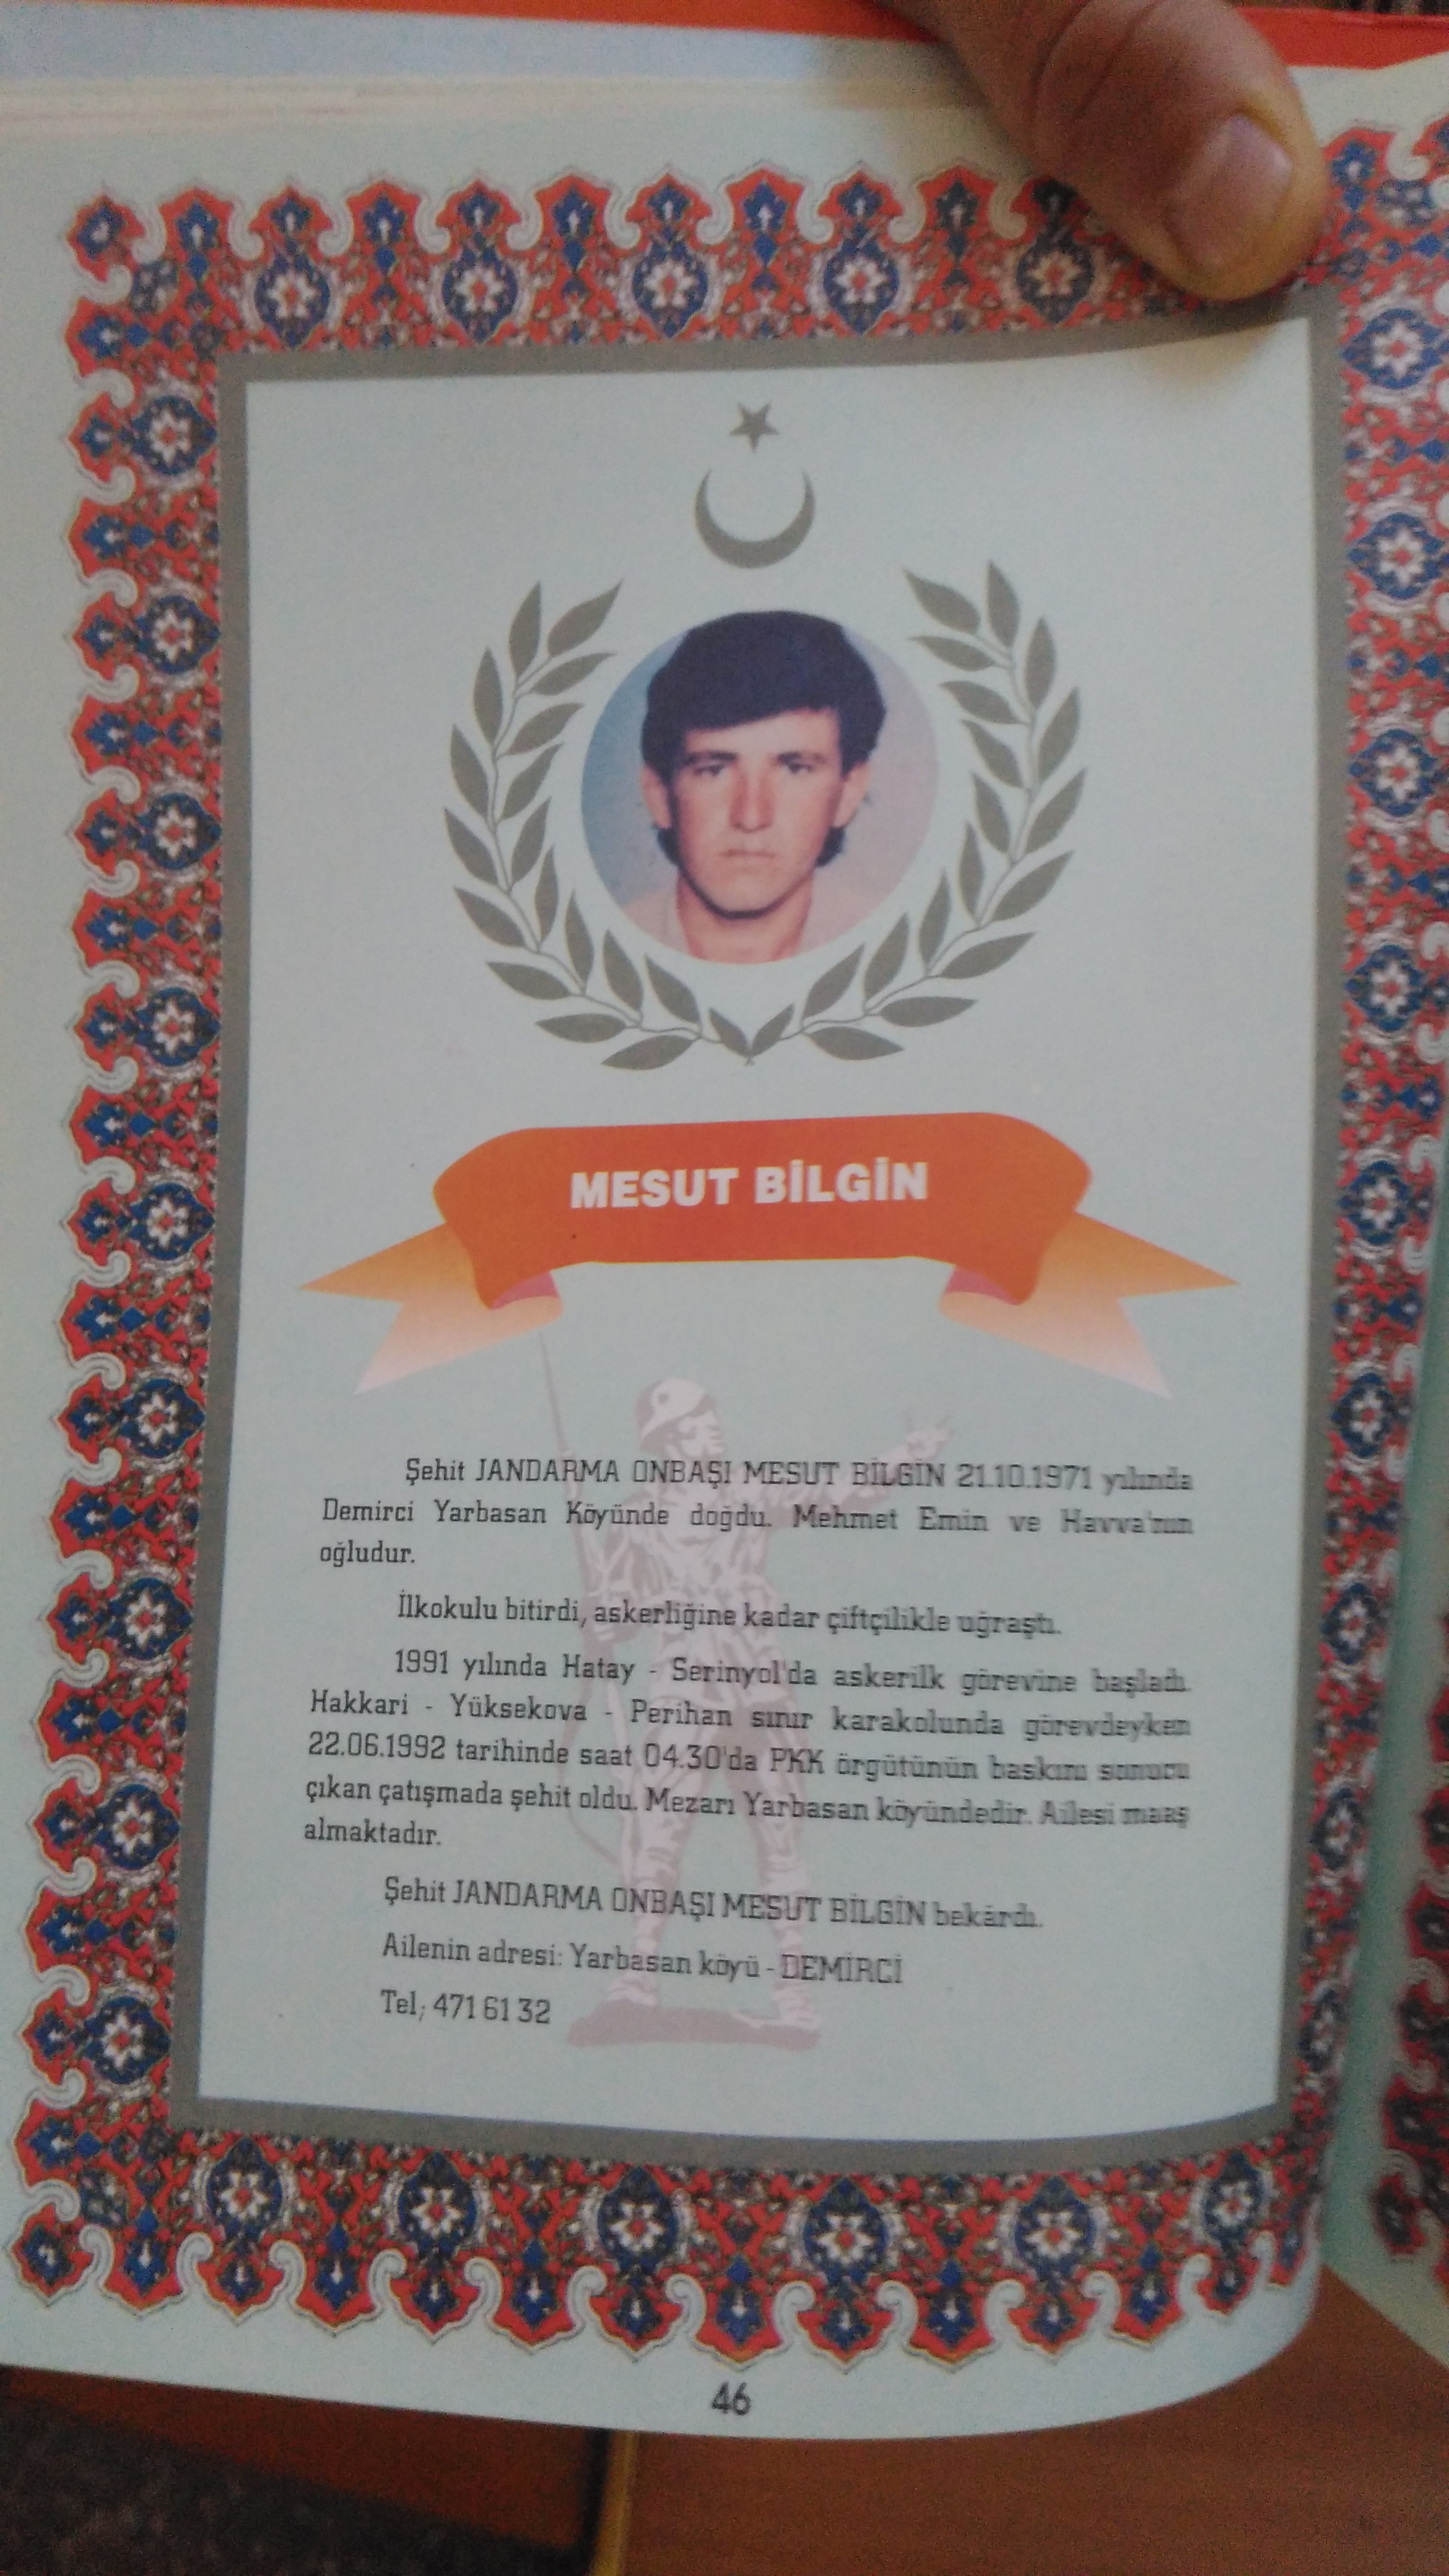 MESUT BİLGİN
Şehit JANDARMA ONBAŞI MESUT BİLGİN 21.10.1971 yılında
Demirci Yarbasan Köyünde doğdu. Mehmet Emin ve Havva'nın
oğludur.
İlkokulu bitirdi, askerliğine kadar çiftçilikle uğraştı.
1991 yılında Hatay - Serinyol'da askerilk görevine başladı.
Hakkari - Yüksekova - Perihan sınır karakolunda görevdeyken
22.06.1992 tarihinde saat 04.30'da PKK örgütünün baskını sonucu
çıkan çatışmada şehit oldu. Mezarı Yarbasan köyündedir. Ailesi maaş
almaktadır.
Şehit JANDARMA ONBAŞI MESUT BİLGİN bekârdı.
Ailenin adresi: Yarbasan köyü - DEMİRCİ
Tel; 471 61 32
46